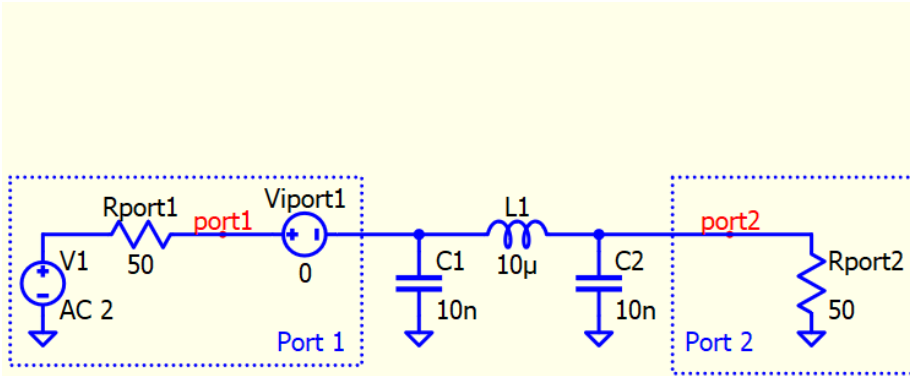 Rport1
port1
Viport1
L1
port2
V1
50
0
C1
10µ
C2
Rport2
AC 2
10n
10n
50
Port 1
Port 2